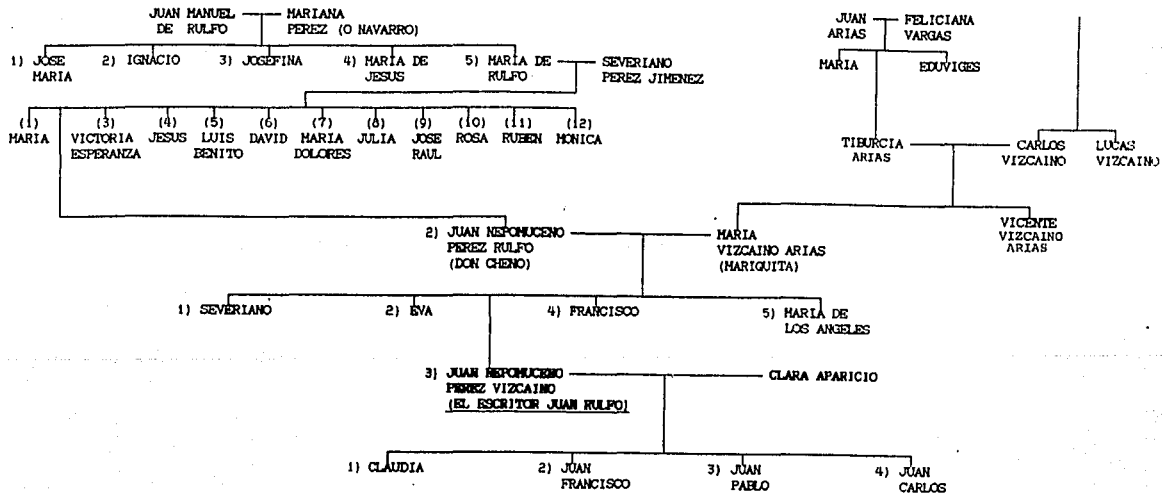 JUAN MANUEL
DE RULFO
MARIANA
PEREZ (O NAVARRO)
JUAN
ARIAS
FELICIANA
VARGAS
1) JOSE
MARIA
2) IGNACIO
3) JOSEFINA
4) MARIA DE
JESUS
5) MARIA DE
RULFO
SEVERIANO
PEREZ JIMENEZ
MARIA
EDUVIGES
(1)
MARIA
(3)
VICTORIA
ESPERANZA
(4)
JESUS
(5)
LUIS
BENITO
(6)
DAVID
(7)
MARIA
DOLORES
(8)
JULIA
(9)
JOSE
RAUL
(10)
ROSA
(11)
RUBEN
(12)
MONICA
TIBURCIA
ARIAS
CARLOS
VIZCAINO
LUCAS
VIZCAINO
2) JUAN NEPOMUCENO
PEREZ RULFO
(DON CHENO)
MARIA
VIZCAINO ARIAS
(MARIQUITA)
VICENTE
VIZCAINO
ARIAS
1) SEVERIANO
2) EVA
4) FRANCISCO
5) MARIA DE
LOS ANGELES
3) JUAN NEPOMUCENO
PEREZ VIZCAINO
(EL ESCRITOR JUAN RULFO)
CLARA APARICIO
1) CLAUDIA
2) JUAN
FRANCISCO
3) JUAN
PABLO
4) JUAN
CARLOS